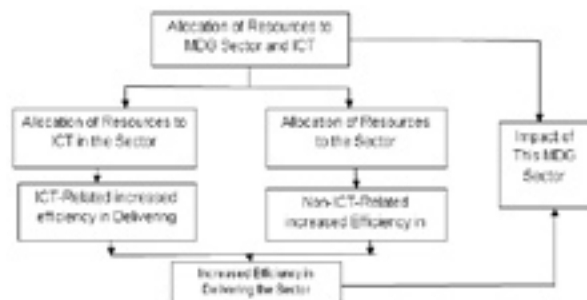 Allocation of Resources to
MDG Sector and ICT
Allocation of Resources to
ICT in the Sector
Allocation of Resources
to the Sector
Impact of
This MDG
Sector
ICT-Related increased
efficiency in Delivering
Non-ICT-Related
increased Efficiency in
Increased Efficiency in
Delivering the Sector